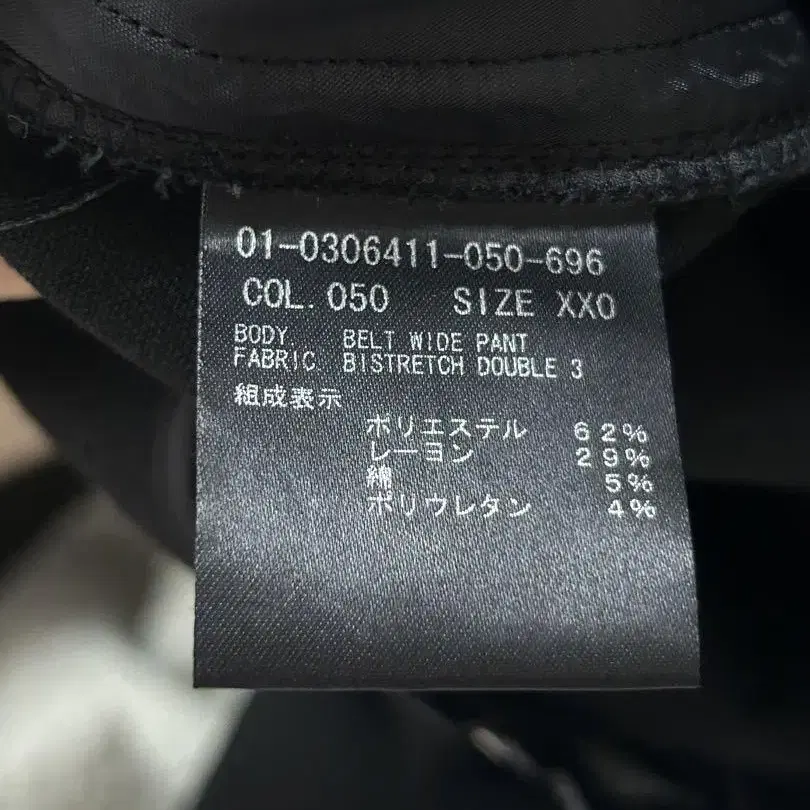 01-0306411-050-696
COL. 050 SIZE XXO
BODY BELT WIDE PANT
FABRIC BISTRETCH DOUBLE 3
組成表示
ポリエステル 62%
レーヨン 29%
綿 5%
ポリウレタン 4%